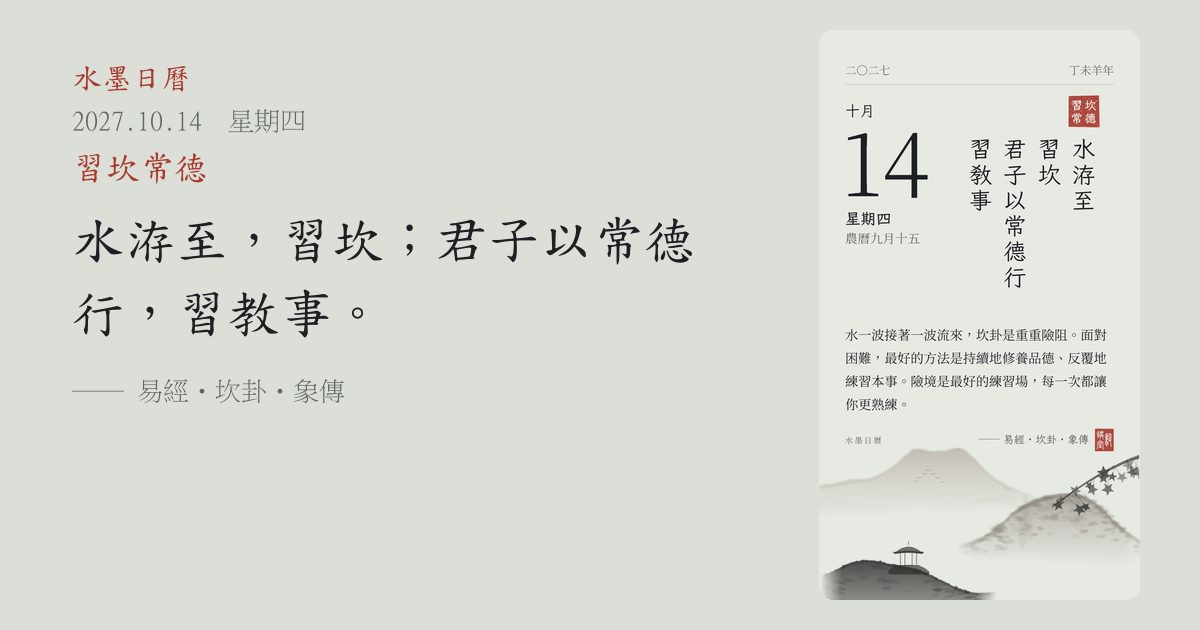 水墨日曆
2027.10.14 星期四
習坎常德
水洊至，習坎；君子以常德
行，習教事。
—— 易經・坎卦・象傳
二〇二七
丁未羊年
十月
14
星期四
農曆九月十五
習坎
常德
水洊至
習坎
君子以常德行
習教事
水一波接著一波流來，坎卦是重重險阻。面對
困難，最好的方法是持續地修養品德、反覆地
練習本事。險境是最好的練習場，每一次都讓
你更熟練。
水墨日曆
—— 易經・坎卦・象傳